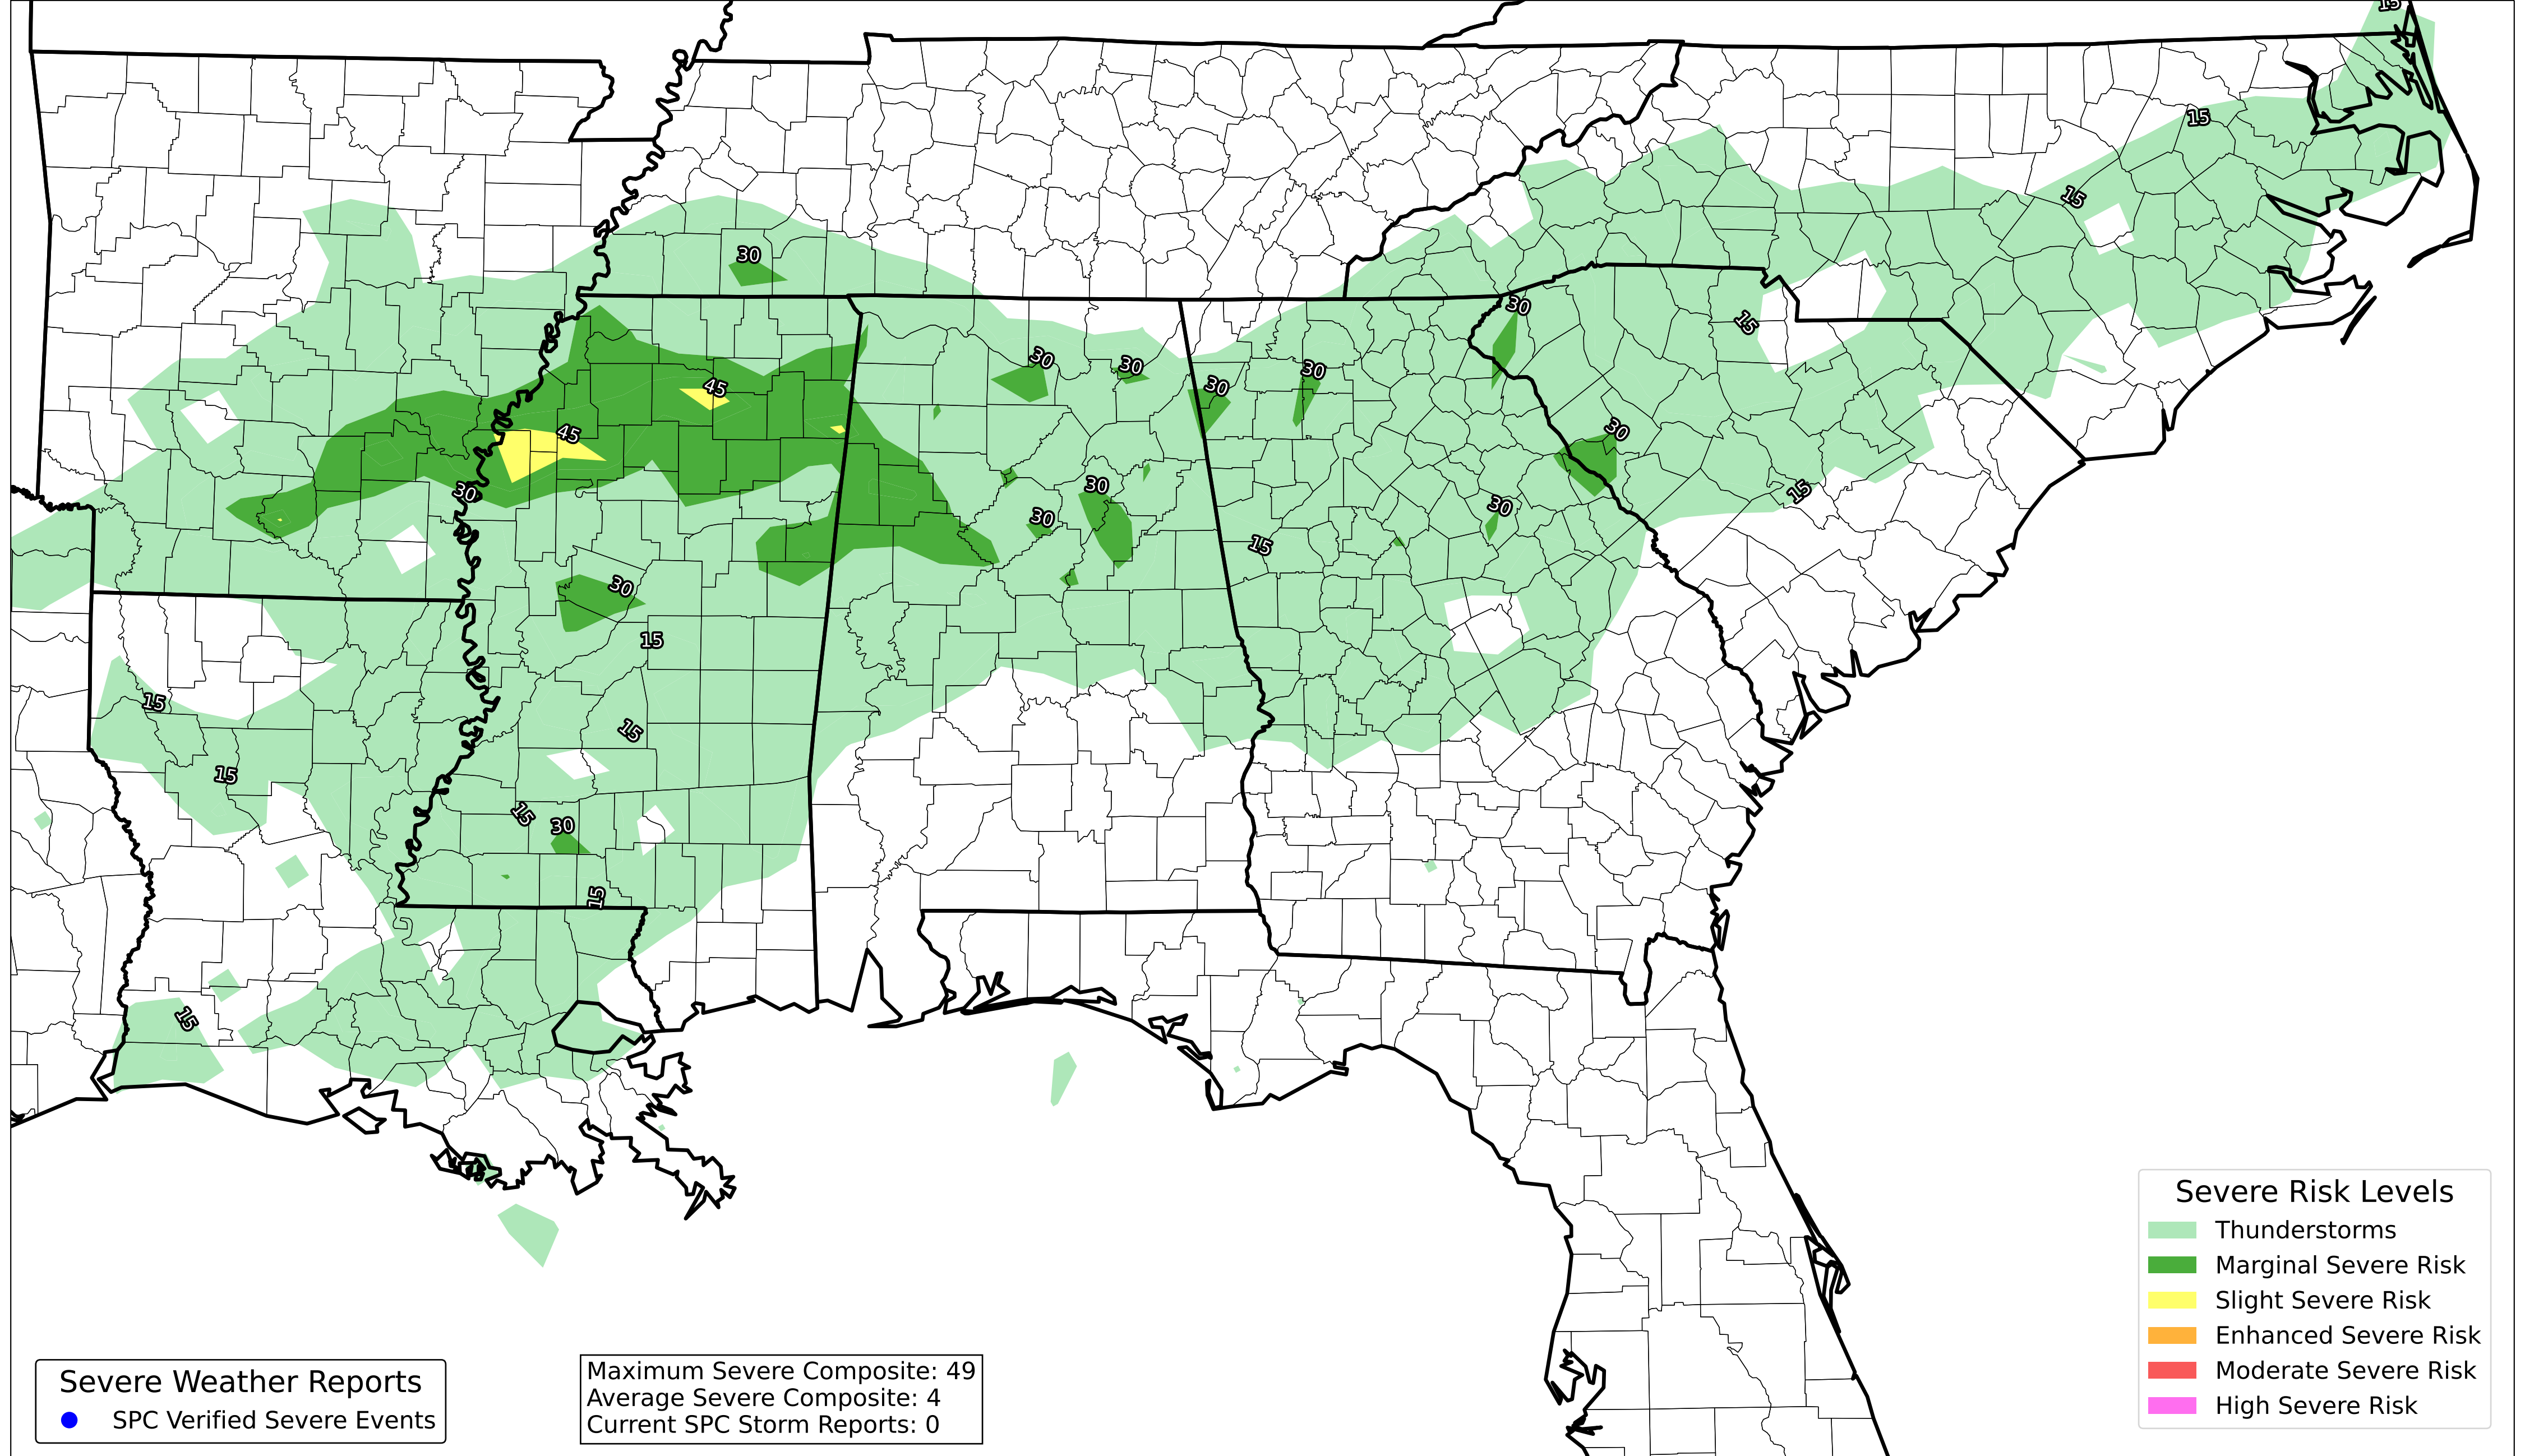 15
15
15
30
30
15
30
30
30
30
45
30
45
30
30
15
30
30
15
30
15
15
15
15
15
30
15
15
Severe Risk Levels
Thunderstorms
Marginal Severe Risk
Slight Severe Risk
Enhanced Severe Risk
Moderate Severe Risk
High Severe Risk
Severe Weather Reports
SPC Verified Severe Events
Maximum Severe Composite: 49
Average Severe Composite: 4
Current SPC Storm Reports: 0